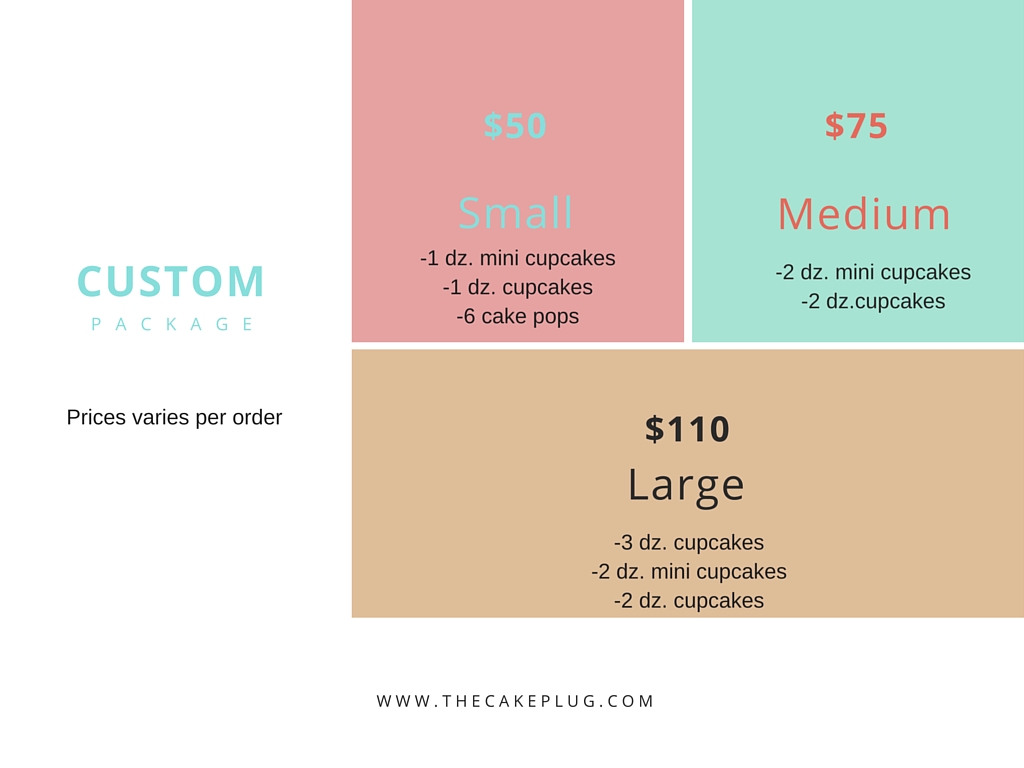 CUSTOM
PACKAGE
Prices varies per order
$50
Small
-1 dz. mini cupcakes
-1 dz. cupcakes
-6 cake pops
$75
Medium
-2 dz. mini cupcakes
-2 dz.cupcakes
$110
Large
-3 dz. cupcakes
-2 dz. mini cupcakes
-2 dz. cupcakes
WWW.THECAKEPLUG.COM